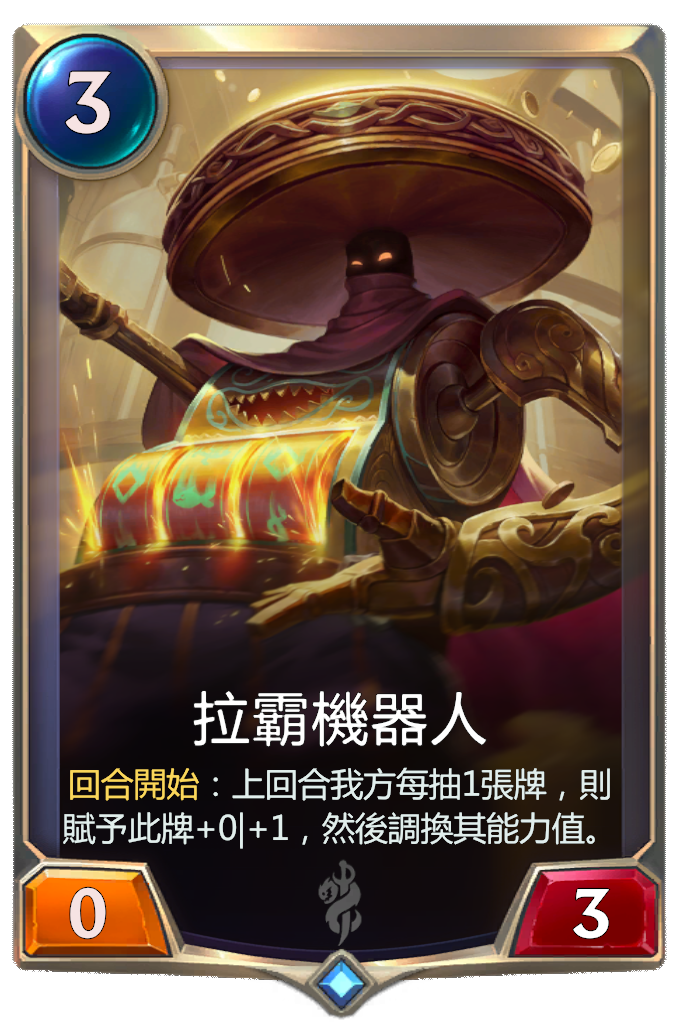 3
拉霸機器人
回合開始：上回合我方每抽1張牌，則
賦予此牌+0|+1，然後調換其能力值。
0
3